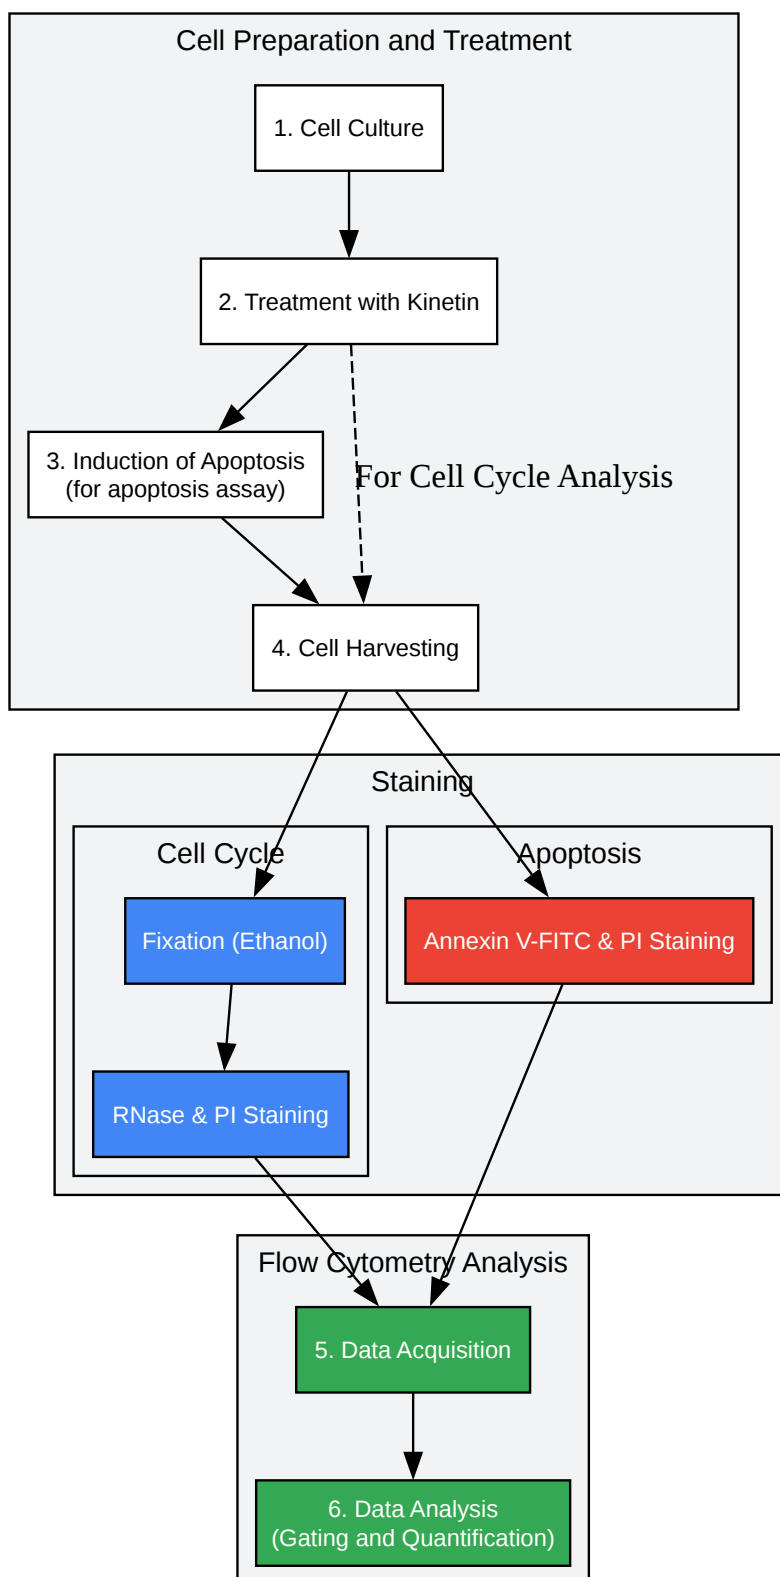 Cell Preparation and Treatment
1. Cell Culture
2. Treatment with Kinetin
3. Induction of Apoptosis
(for apoptosis assay)
For Cell Cycle Analysis
4. Cell Harvesting
Staining
Cell Cycle
Apoptosis
Fixation (Ethanol)
Annexin V-FITC & PI Staining
RNase & PI Staining
Flow Cytometry Analysis
5. Data Acquisition
6. Data Analysis
(Gating and Quantification)